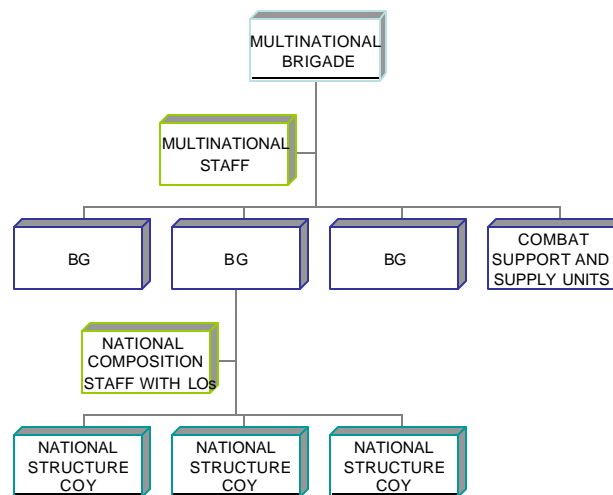 MULTINATIONAL
BRIGADE
MULTINATIONAL
STAFF
BG
BG
BG
COMBAT
SUPPORT AND
SUPPLY UNITS
NATIONAL
COMPOSITION
STAFF WITH LOs
NATIONAL
STRUCTURE
COY
NATIONAL
STRUCTURE
COY
NATIONAL
STRUCTURE
COY